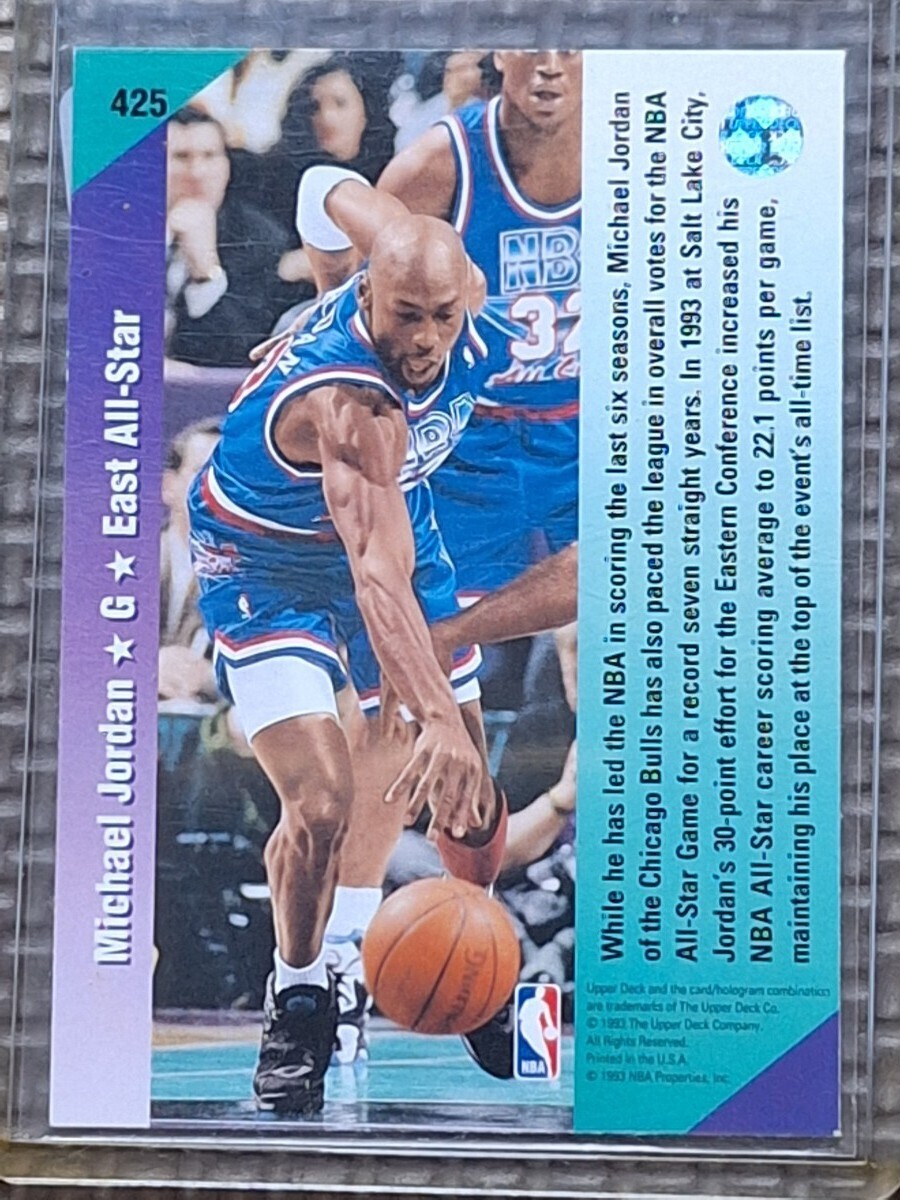 425
Michael Jordan ★ G ★ East All-Star
While he has led the NBA in scoring the last six seasons, Michael Jordan
of the Chicago Bulls has also paced the league in overall votes for the NBA
All-Star Game for a record seven straight years. In 1993 at Salt Lake City,
Jordan's 30-point effort for the Eastern Conference increased his
NBA All-Star career scoring average to 22.1 points per game,
maintaining his place at the top of the event's all-time list.
Upper Deck and the card/hologram combination
are trademarks of The Upper Deck Co.
© 1993 The Upper Deck Company.
All Rights Reserved.
Printed in the U.S.A.
© 1993 NBA Properties, Inc.
NBA
32
SPALDING
NBA